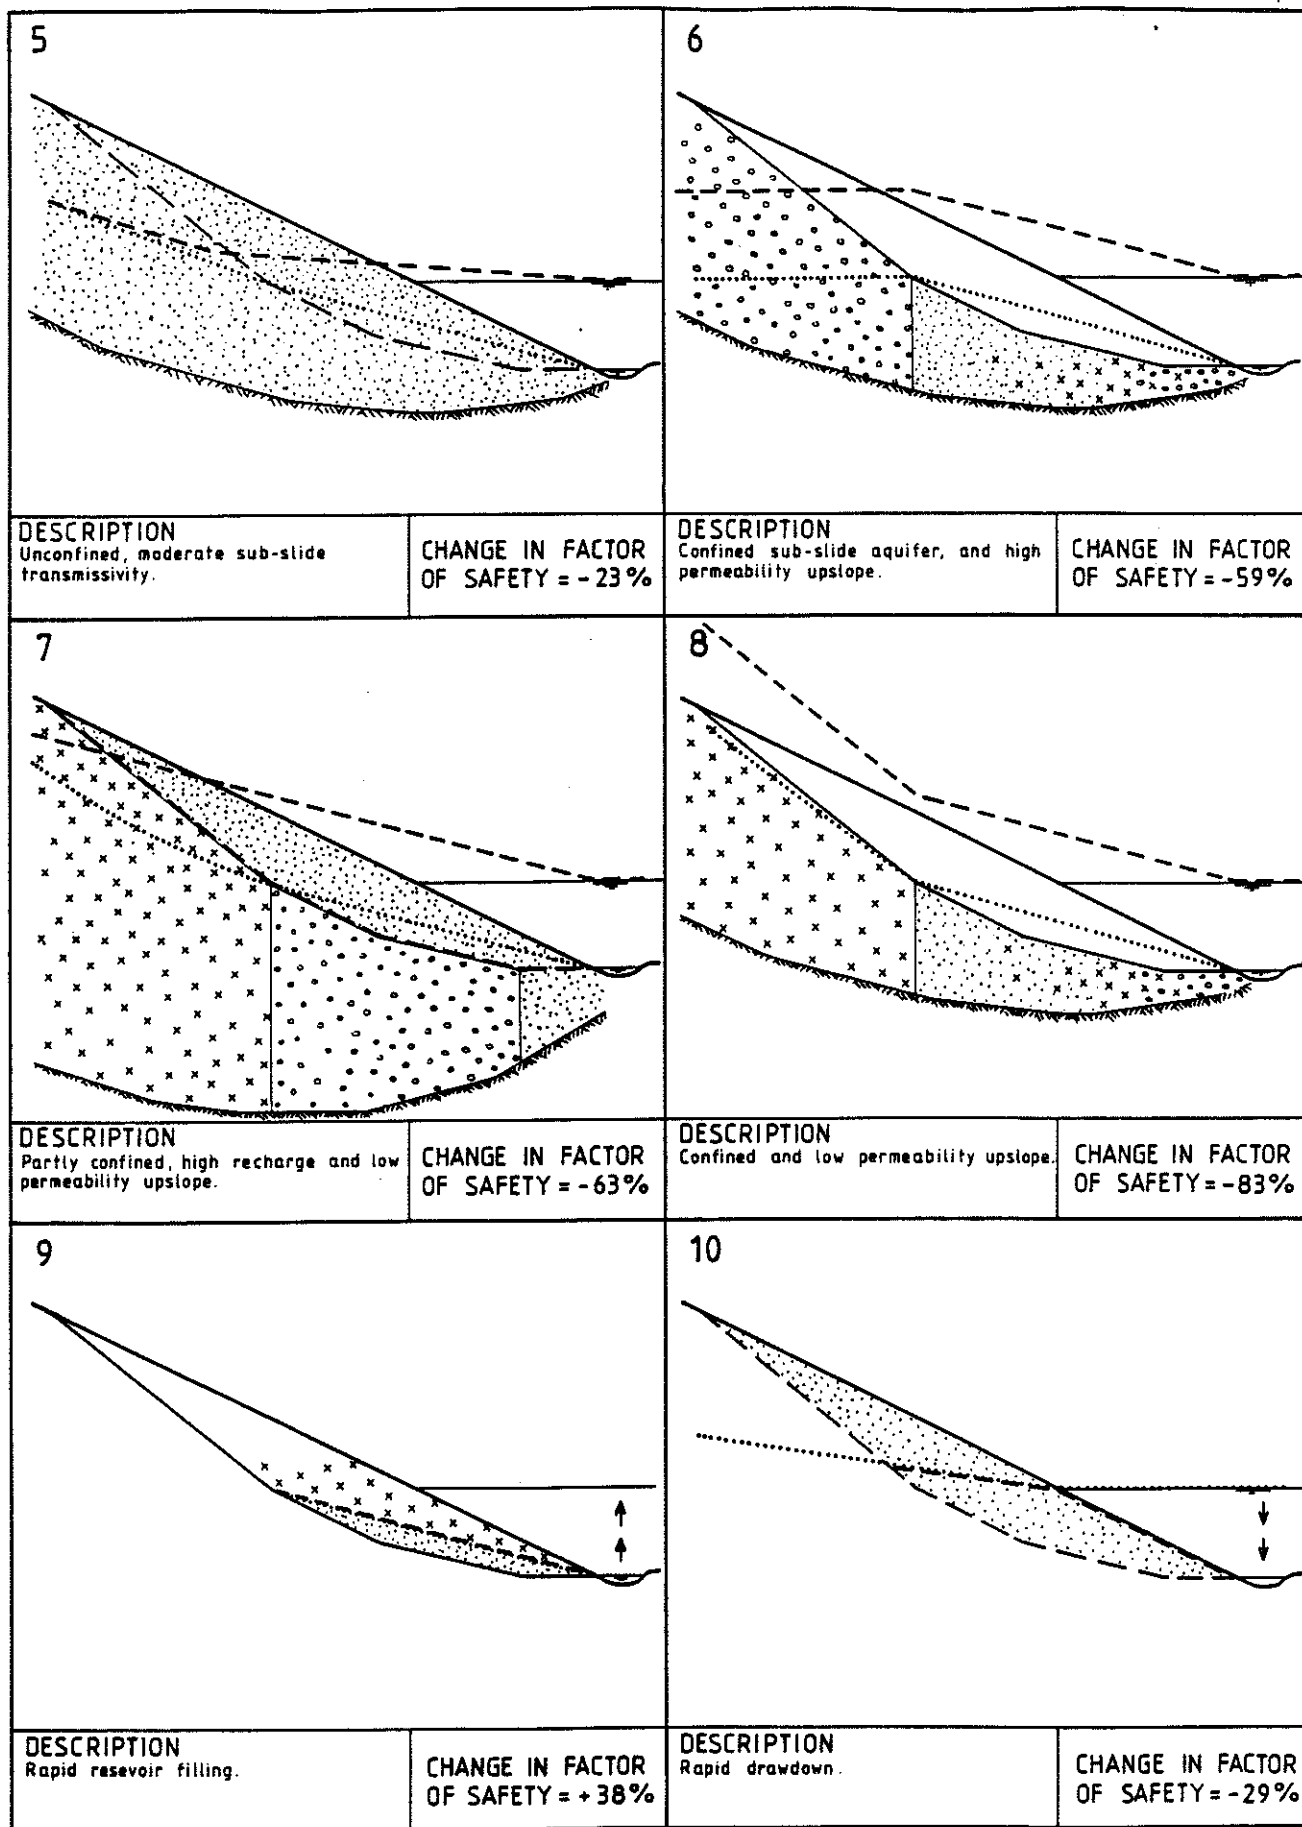 5
DESCRIPTION
Unconfined, moderate sub-slide
transmissivity.
CHANGE IN FACTOR
OF SAFETY = -23%
6
DESCRIPTION
Confined sub-slide aquifer, and high
permeability upslope.
CHANGE IN FACTOR
OF SAFETY = -59%
7
DESCRIPTION
Partly confined, high recharge and low
permeability upslope.
CHANGE IN FACTOR
OF SAFETY = -63%
8
DESCRIPTION
Confined and low permeability upslope.
CHANGE IN FACTOR
OF SAFETY = -83%
9
DESCRIPTION
Rapid resevoir filling.
CHANGE IN FACTOR
OF SAFETY = +38%
10
DESCRIPTION
Rapid drawdown.
CHANGE IN FACTOR
OF SAFETY = -29%